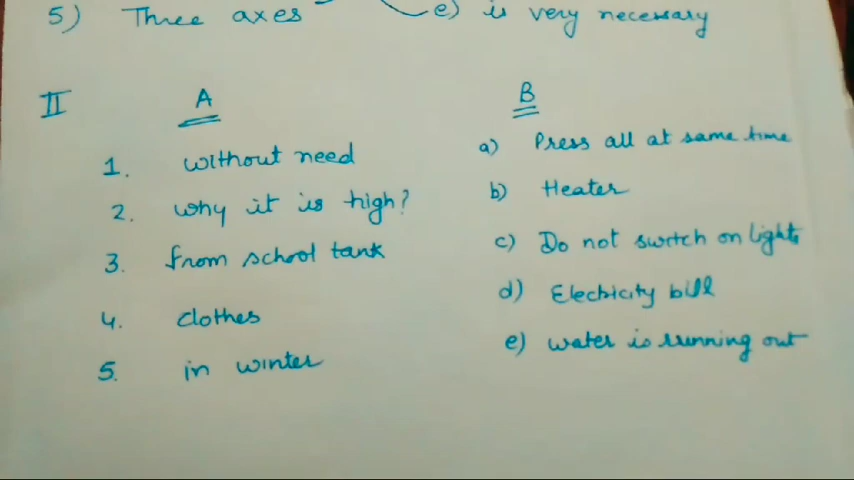 5) Three axes e) is very necessary
II A B
1. without need a) Press all at same time
2. why it is high? b) Heater
3. from school tank c) Do not switch on lights
4. clothes d) Electricity bill
5. in winter e) water is running out